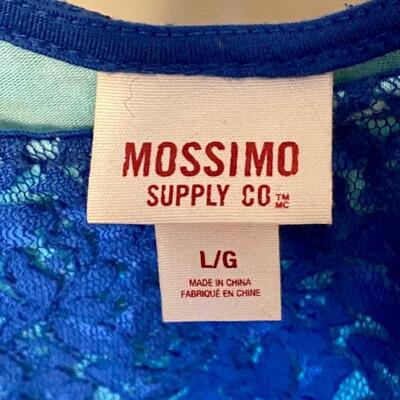 MOSSIMO
SUPPLY CO ™ MC
L/G
MADE IN CHINA
FABRIQUÉ EN CHINE